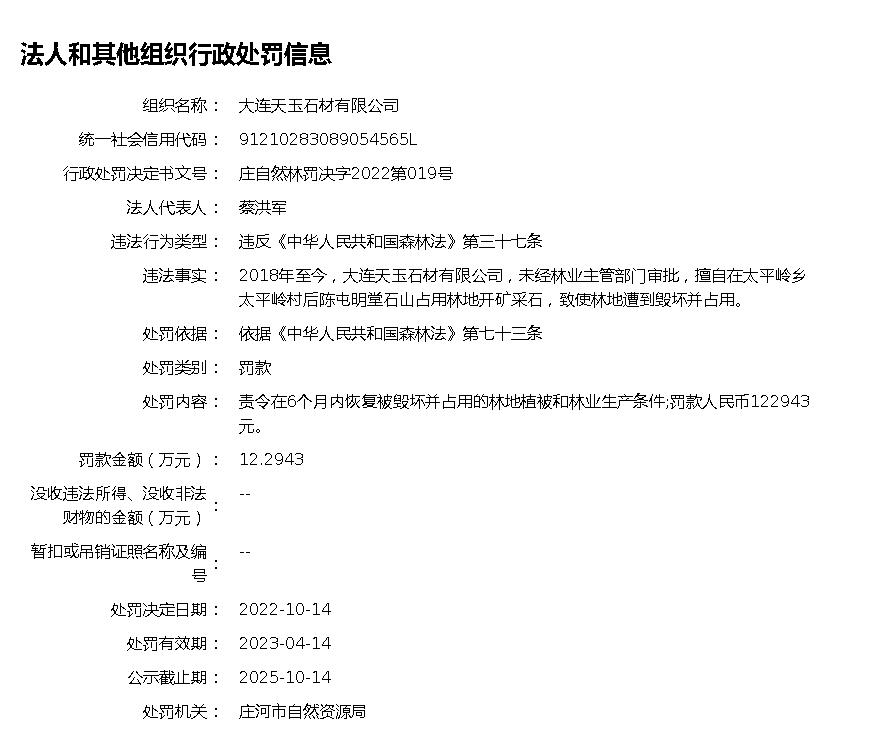 法人和其他组织行政处罚信息
组织名称： 大连天玉石材有限公司
统一社会信用代码： 91210283089054565L
行政处罚决定书文号： 庄自然林罚决字2022第019号
法人代表人： 蔡洪军
违法行为类型： 违反《中华人民共和国森林法》第三十七条
违法事实： 2018年至今，大连天玉石材有限公司，未经林业主管部门审批，擅自在太平岭乡
太平岭村后陈屯明堂石山占用林地开矿采石，致使林地遭到毁坏并占用。
处罚依据： 依据《中华人民共和国森林法》第七十三条
处罚类别： 罚款
处罚内容： 责令在6个月内恢复被毁坏并占用的林地植被和林业生产条件;罚款人民币122943
元。
罚款金额（万元）： 12.2943
没收违法所得、没收非法
财物的金额（万元）： --
暂扣或吊销证照名称及编
号： --
处罚决定日期： 2022-10-14
处罚有效期： 2023-04-14
公示截止期： 2025-10-14
处罚机关： 庄河市自然资源局